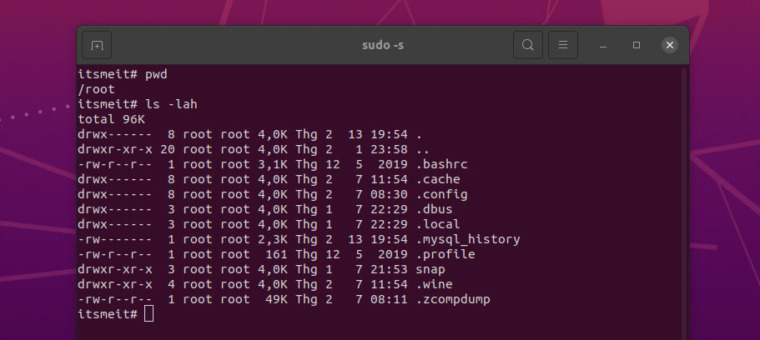 sudo -s
itsmeit# pwd
/root
itsmeit# ls -lah
total 96K
drwx------  8 root root 4,0K Thg 2  13 19:54 .
drwxr-xr-x 20 root root 4,0K Thg 2   1 23:58 ..
-rw-r--r--  1 root root 3,1K Thg 12  5  2019 .bashrc
drwx------  8 root root 4,0K Thg 2   7 11:54 .cache
drwx------  8 root root 4,0K Thg 2   7 08:30 .config
drwx------  3 root root 4,0K Thg 1   7 22:29 .dbus
drwx------  3 root root 4,0K Thg 1   7 22:29 .local
-rw-------  1 root root 2,3K Thg 2  13 19:54 .mysql_history
-rw-r--r--  1 root root  161 Thg 12  5  2019 .profile
drwxr-xr-x  3 root root 4,0K Thg 1   7 21:53 snap
drwxr-xr-x  4 root root 4,0K Thg 2   7 11:54 .wine
-rw-r--r--  1 root root  49K Thg 2   7 08:11 .zcompdump
itsmeit#